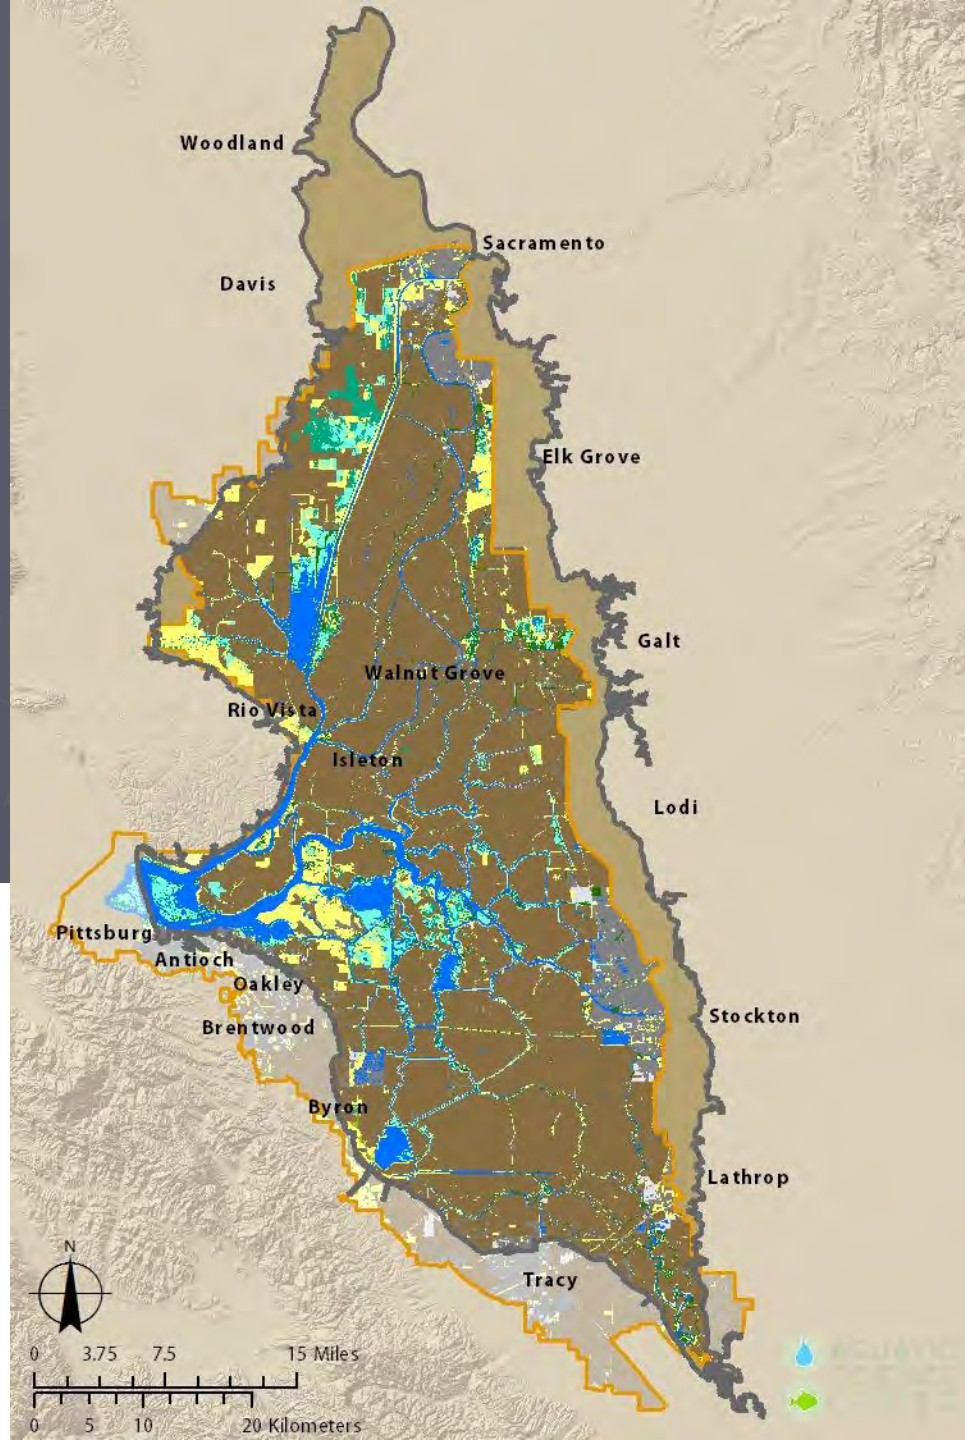 Woodland
Sacramento
Davis
Elk Grove
Galt
Walnut Grove
Rio Vista
Isleton
Lodi
Pittsburg
Antioch
Oakley
Stockton
Brentwood
Byron
Lathrop
N
Tracy
0 3.75 7.5 15 Miles
0 5 10 20 Kilometers